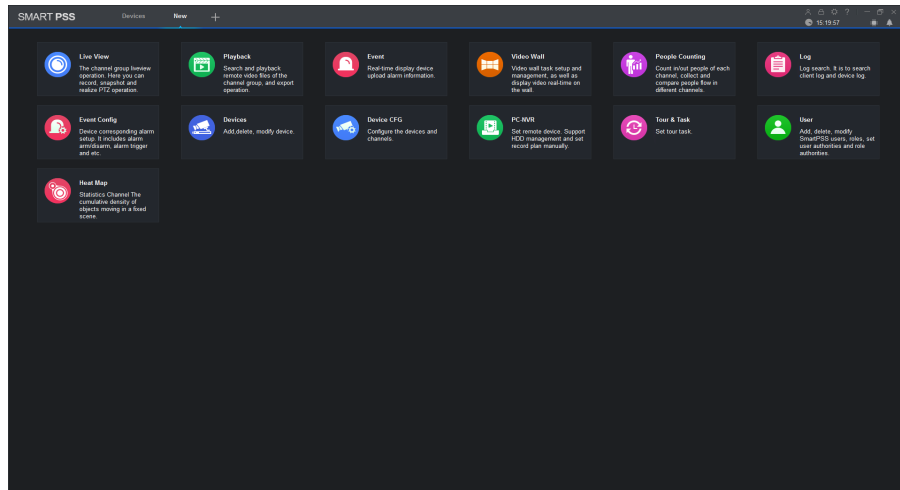 SMART PSS
Devices
New
+
?
15:19:57
Live View
The channel group liveview
operation. Here you can
record, snapshot and
realize PTZ operation.
Playback
Search and playback
remote video files of the
channel group, and export
operation.
Event
Real-time display device
upload alarm information.
Video Wall
Video wall task setup and
management, as well as
display video real-time on
the wall.
People Counting
Count in/out people of each
channel, collect and
compare people flow in
different channels.
Log
Log search. It is to search
client log and device log.
Event Config
Device corresponding alarm
setup. It includes alarm
arm/disarm, alarm trigger
and etc.
Devices
Add,delete, modify device.
Device CFG
Configure the devices and
channels.
PC-NVR
Set remote device. Support
HDD management and set
record plan manually.
Tour & Task
Set tour task.
User
Add, delete, modify
SmartPSS users, roles, set
user authorities and role
authorities.
Heat Map
Statistics Channel The
cumulative density of
objects moving in a fixed
scene.